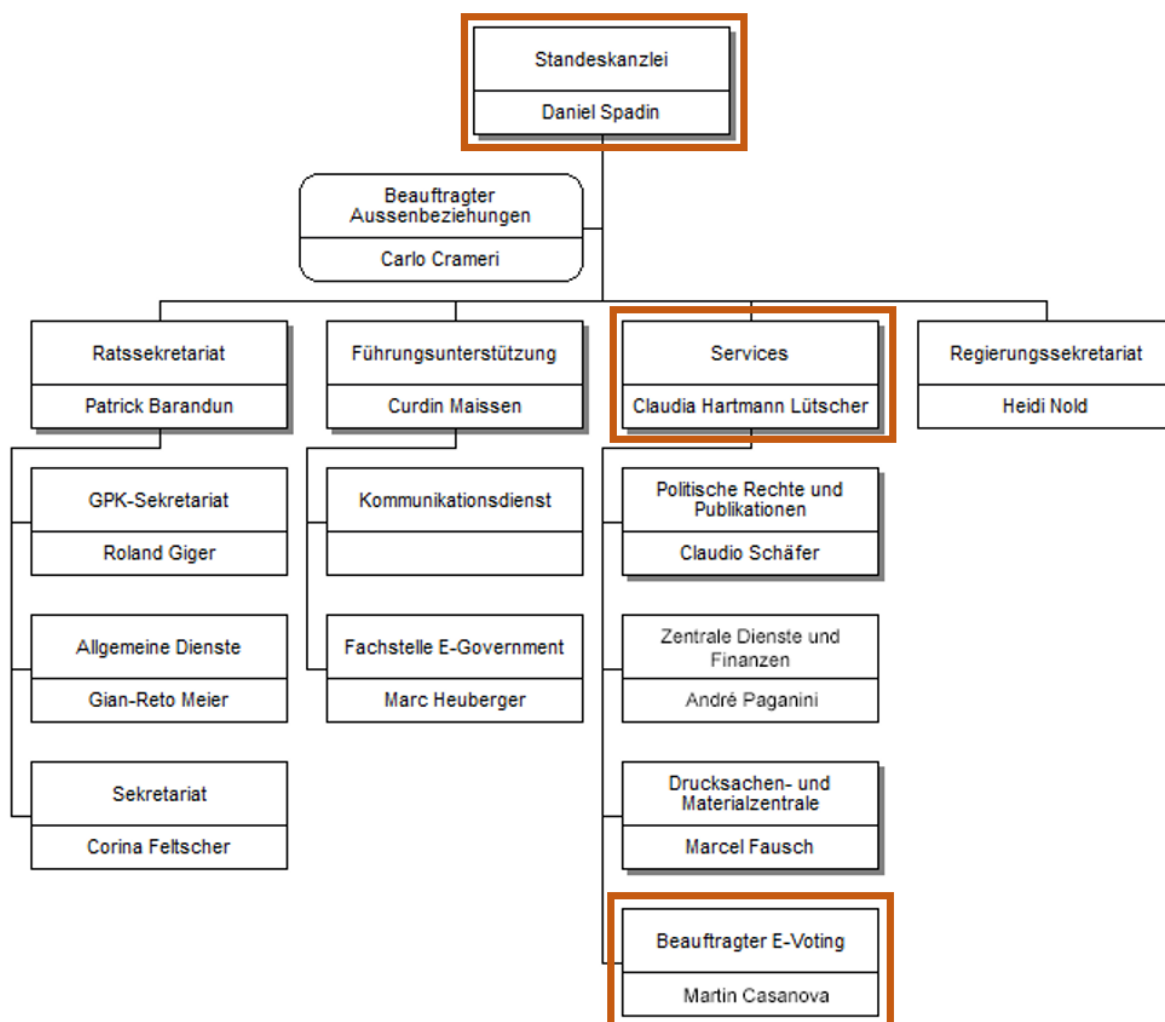 Standeskanzlei
Daniel Spadin
Beauftragter
Aussenbeziehungen
Carlo Crameri
Ratssekretariat
Patrick Barandun
Führungsunterstützung
Curdin Maissen
Services
Claudia Hartmann Lütscher
Regierungssekretariat
Heidi Nold
GPK-Sekretariat
Roland Giger
Kommunikationsdienst
Politische Rechte und
Publikationen
Claudio Schäfer
Allgemeine Dienste
Gian-Reto Meier
Fachstelle E-Government
Marc Heuberger
Zentrale Dienste und
Finanzen
André Paganini
Sekretariat
Corina Feltscher
Drucksachen- und
Materialzentrale
Marcel Fausch
Beauftragter E-Voting
Martin Casanova